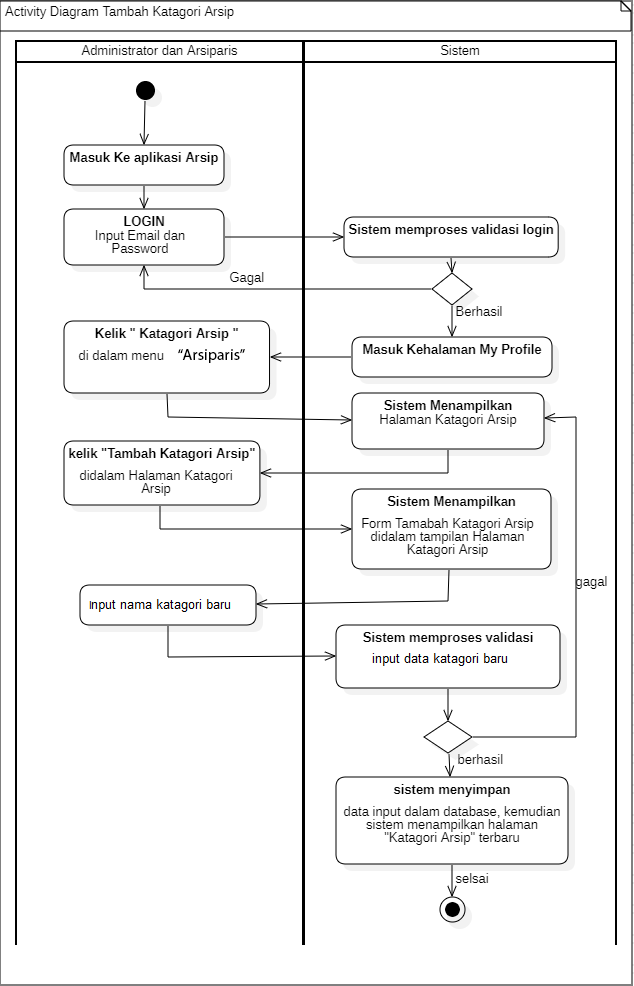 Activity Diagram Tambah Katagori Arsip
Administrator dan Arsiparis
Sistem
Masuk Ke aplikasi Arsip
LOGIN
Input Email dan
Password
Sistem memproses validasi login
Gagal
Berhasil
Kelik " Katagori Arsip "
di dalam menu “Arsiparis”
Masuk Kehalaman My Profile
Sistem Menampilkan
Halaman Katagori Arsip
kelik "Tambah Katagori Arsip"
didalam Halaman Katagori
Arsip
Sistem Menampilkan
Form Tamabah Katagori Arsip
didalam tampilan Halaman
Katagori Arsip
gagal
Input nama katagori baru
Sistem memproses validasi
input data katagori baru
berhasil
sistem menyimpan
data input dalam database, kemudian
sistem menampilkan halaman
"Katagori Arsip" terbaru
selsai